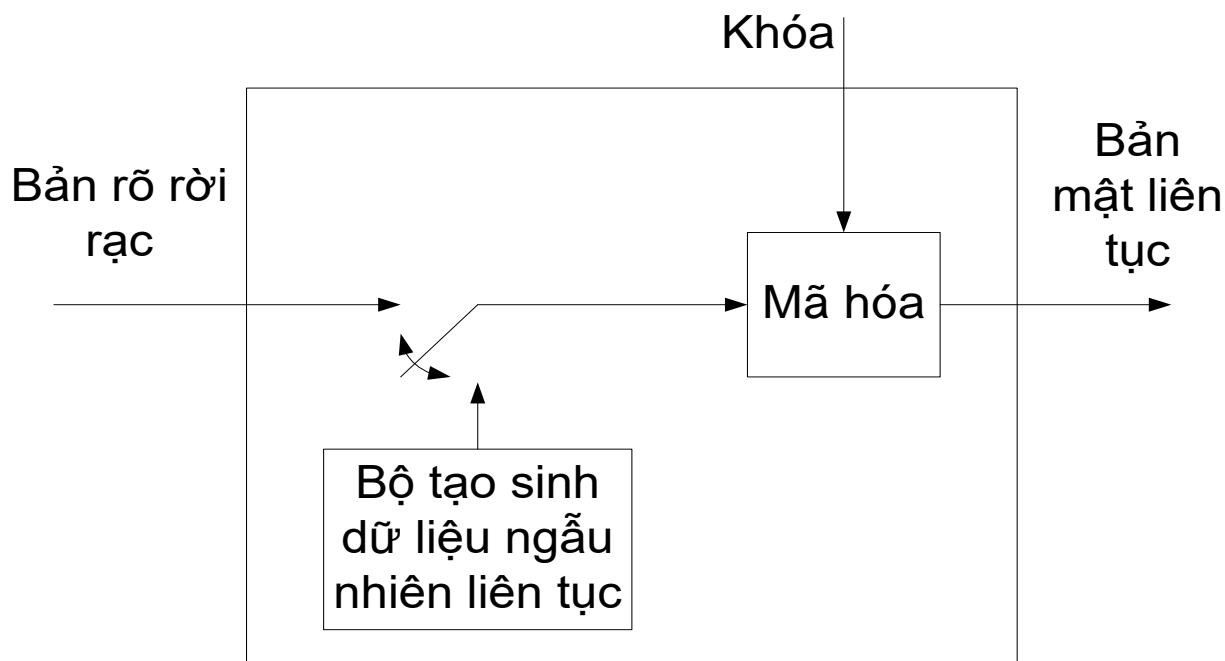 Khóa
Bản rõ rời
rạc
Bản
mật liên
tục
Mã hóa
Bộ tạo sinh
dữ liệu ngẫu
nhiên liên tục